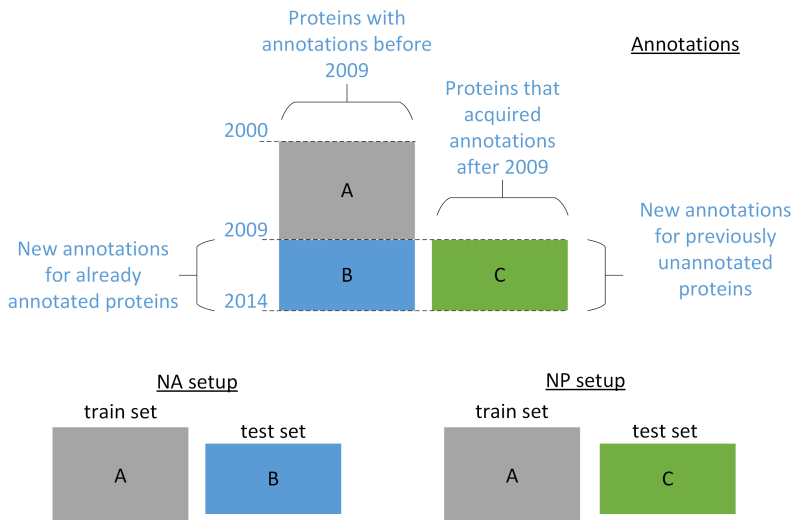 Proteins with
annotations before
2009
Annotations
Proteins that
acquired
annotations
after 2009
2000
A
New annotations
for previously
unannotated
proteins
2009
New annotations
for already
annotated proteins
B
C
2014
NA setup
train set
test set
A
B
NP setup
train set
test set
A
C